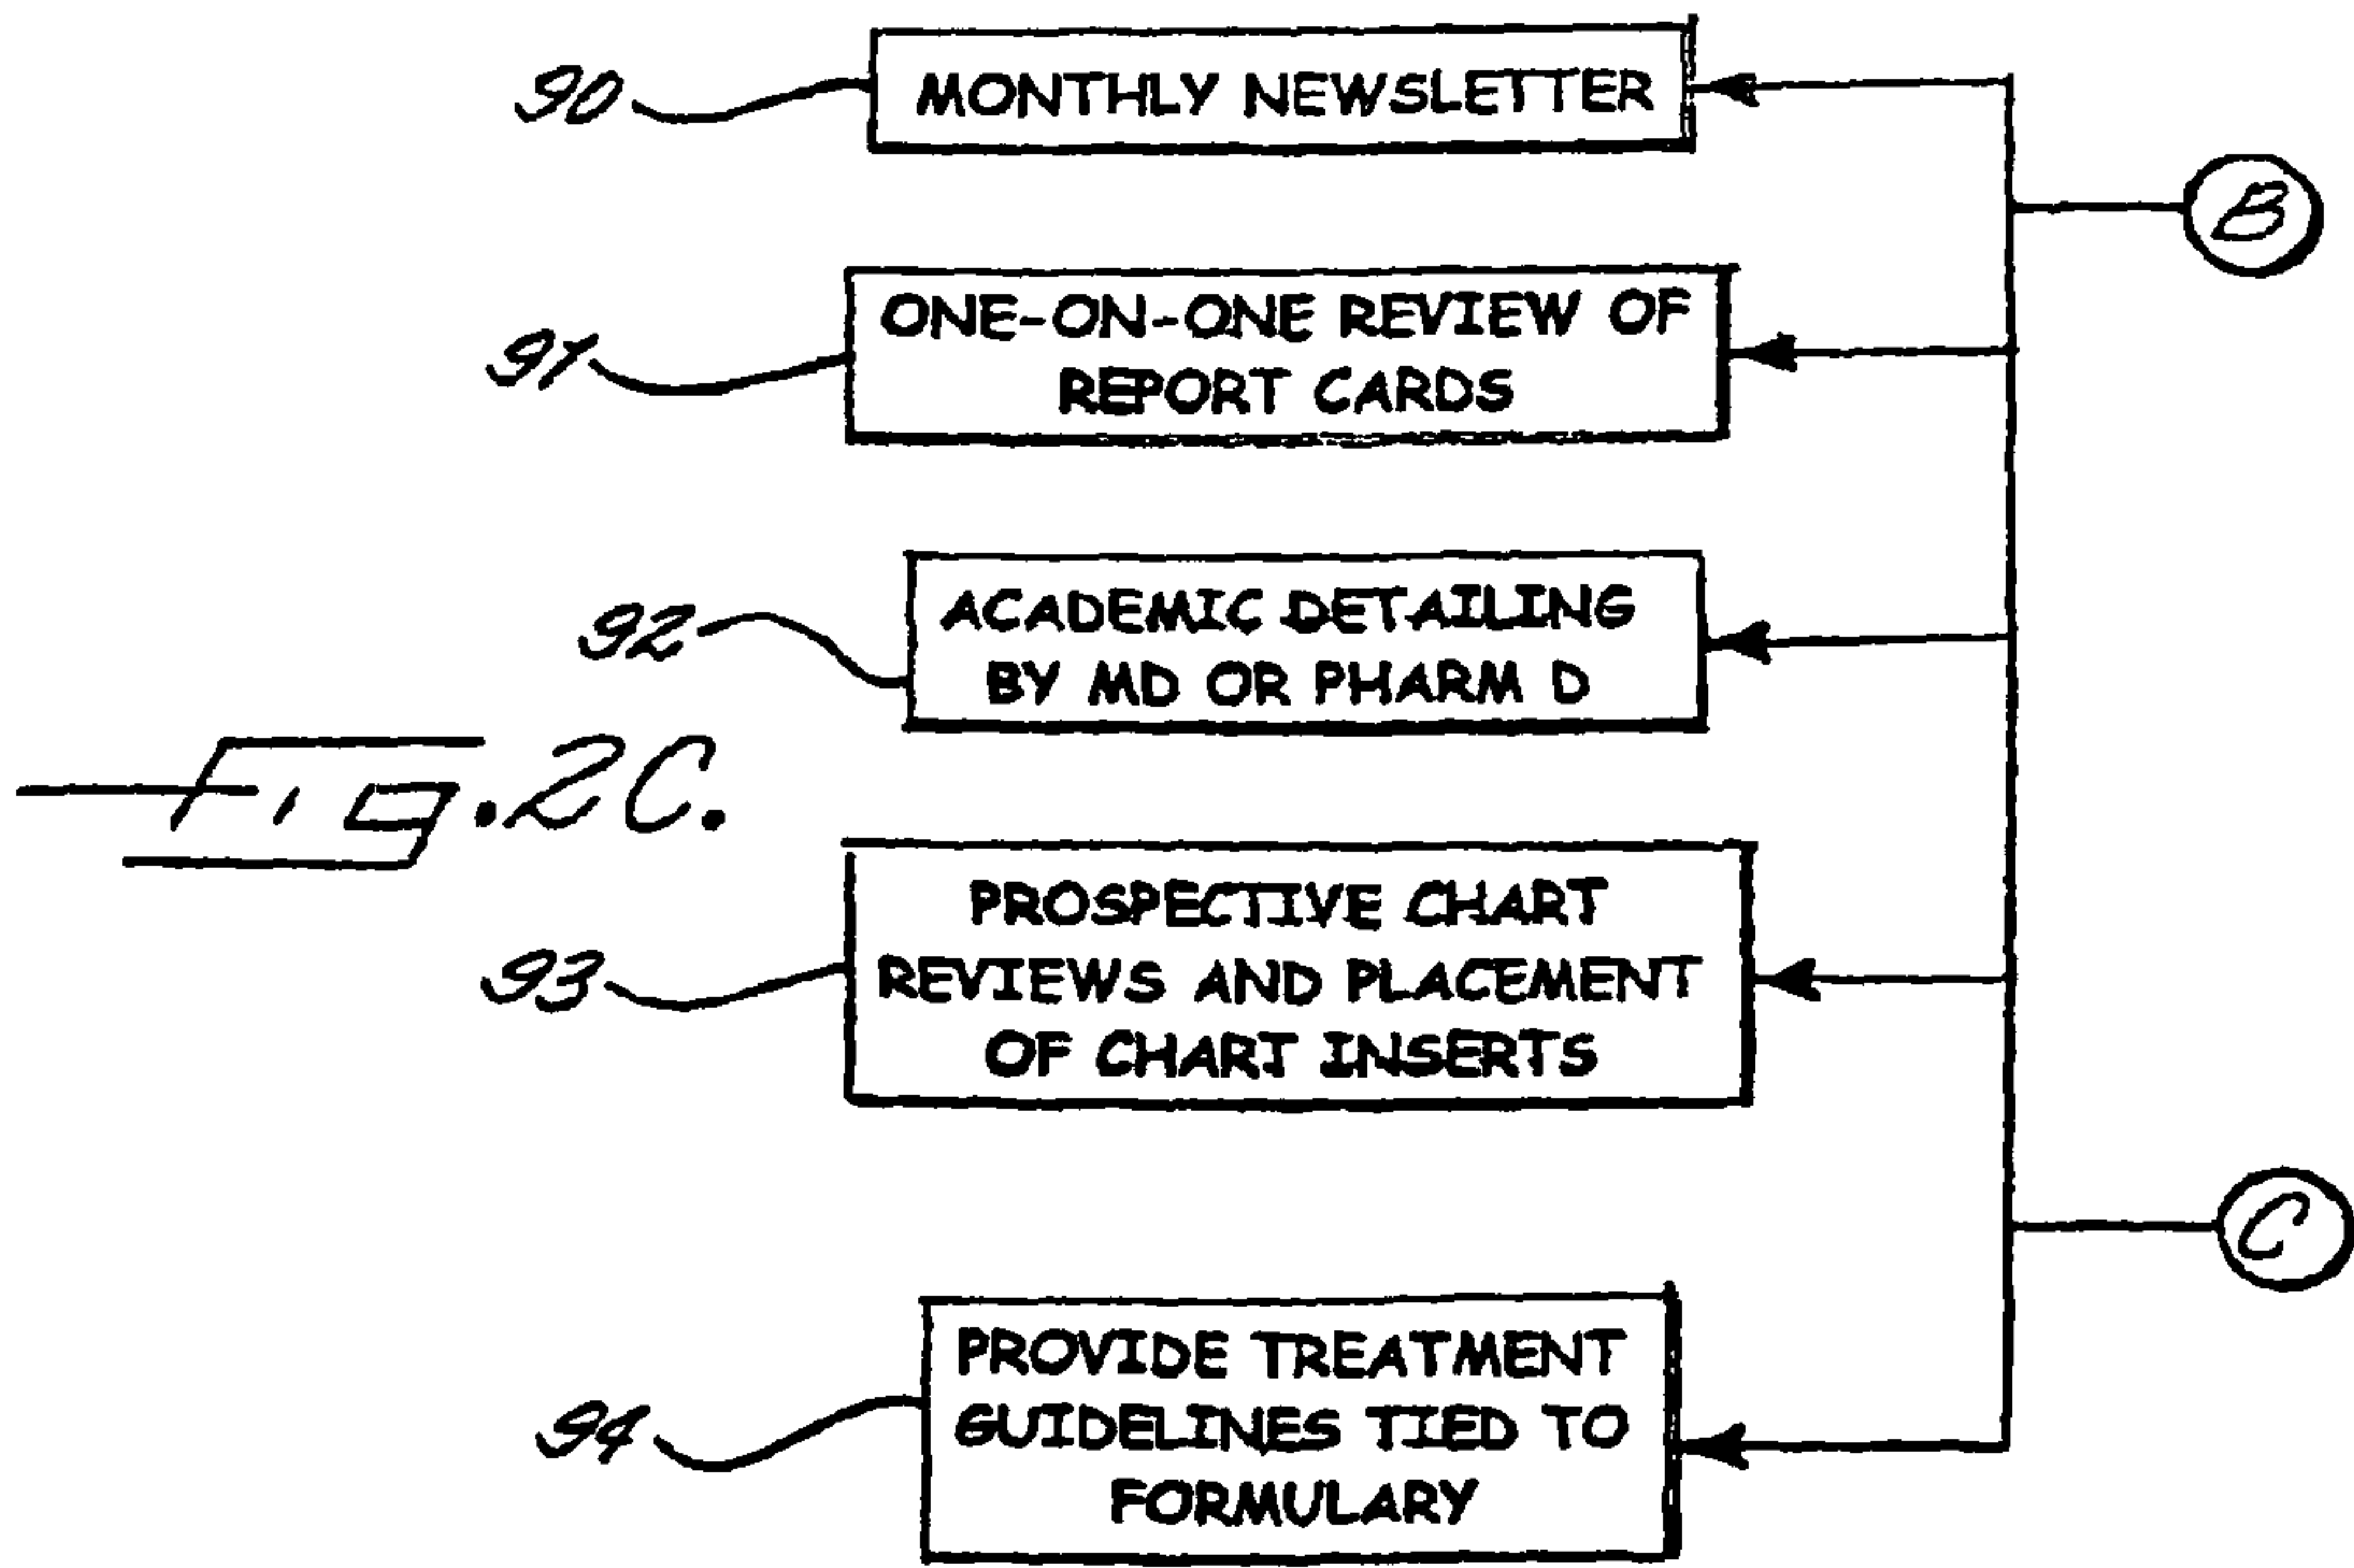 90
MONTHLY NEWSLETTER
B
91
ONE-ON-ONE REVIEW OF
REPORT CARDS
92
ACADEMIC DETAILING
BY MD OR PHARM D
Fig. 2C.
93
PROSPECTIVE CHART
REVIEWS AND PLACEMENT
OF CHART INSERTS
C
94
PROVIDE TREATMENT
GUIDELINES TIED TO
FORMULARY